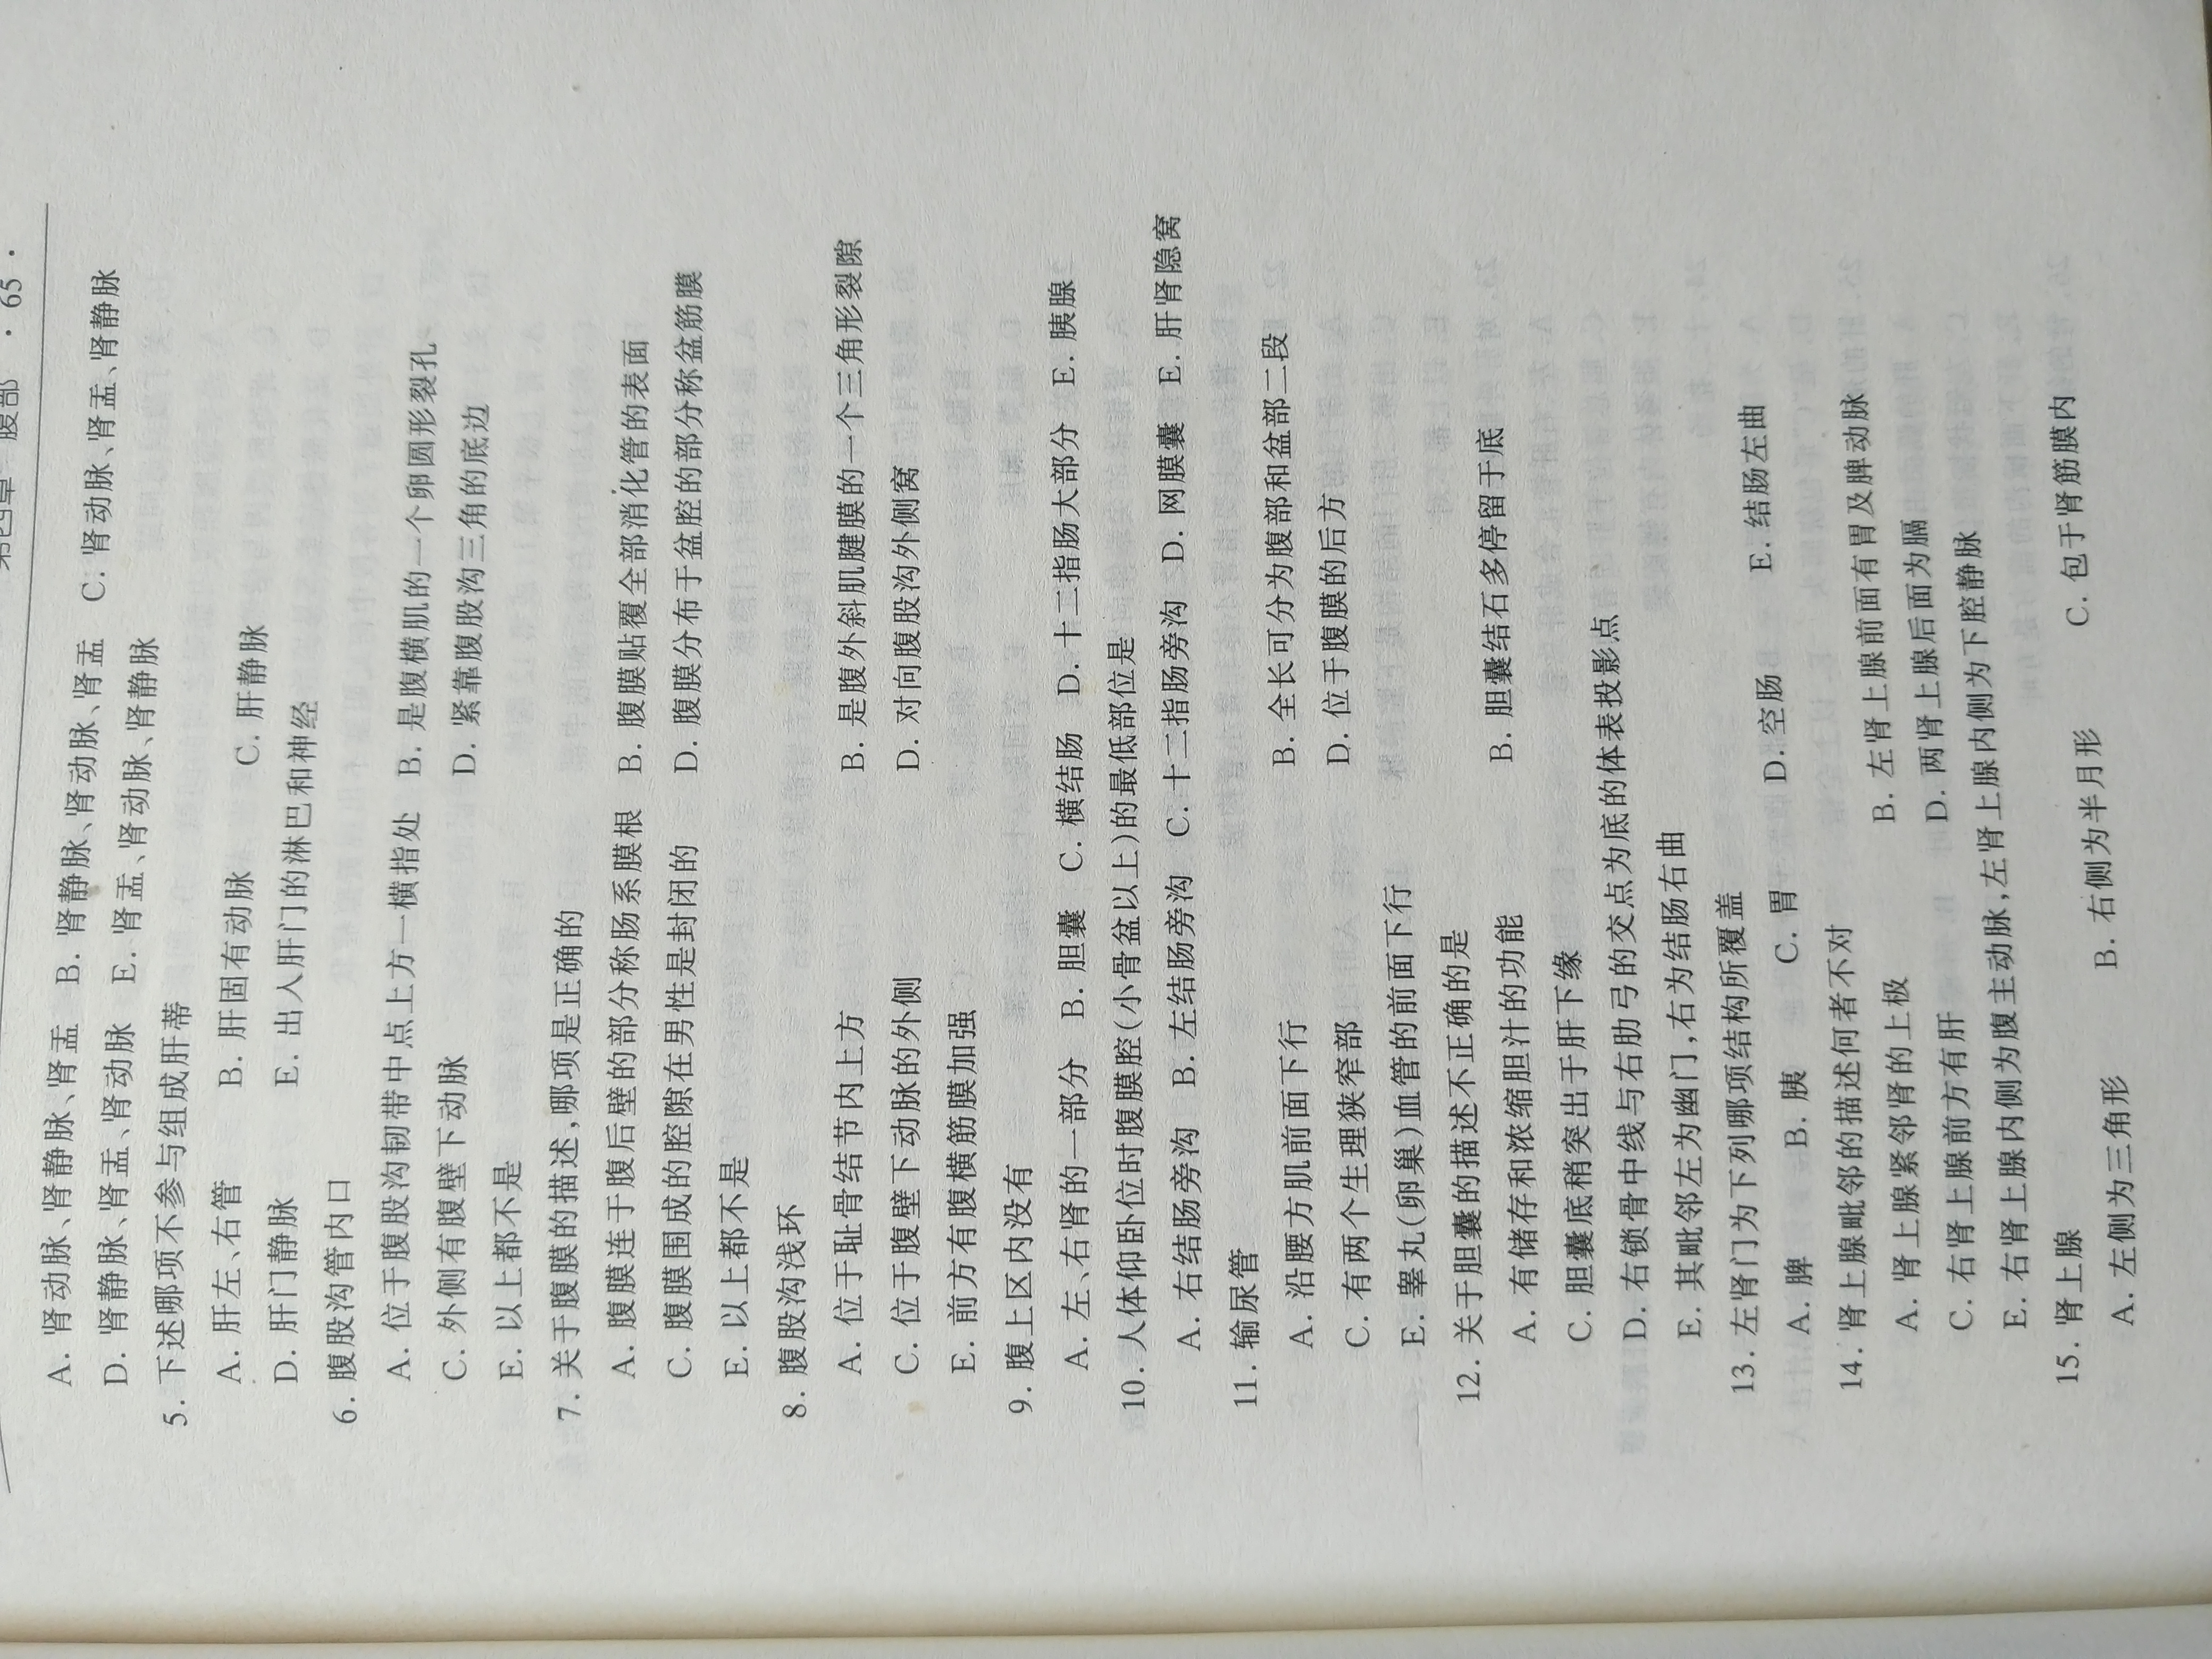 腹部 · 65 ·
A. 肾动脉、肾静脉、肾盂 B. 肾静脉、肾动脉、肾盂 C. 肾动脉、肾盂、肾静脉
D. 肾静脉、肾盂、肾动脉 E. 肾盂、肾动脉、肾静脉
5. 下述哪项不参与组成肝蒂
A. 肝左、右管 B. 肝固有动脉 C. 肝静脉
D. 肝门静脉 E. 出入肝门的淋巴和神经
6. 腹股沟管内口
A. 位于腹股沟韧带中点上方一横指处 B. 是腹横肌的一个卵圆形裂孔
C. 外侧有腹壁下动脉 D. 紧靠腹股沟三角的底边
E. 以上都不是
7. 关于腹膜的描述,哪项是正确的
A. 腹膜连于腹后壁的部分称肠系膜根 B. 腹膜贴覆全部消化管的表面
C. 腹膜围成的腔隙在男性是封闭的 D. 腹膜分布于盆腔的部分称盆筋膜
E. 以上都不是
8. 腹股沟浅环
A. 位于耻骨结节内上方 B. 是腹外斜肌腱膜的一个三角形裂隙
C. 位于腹壁下动脉的外侧 D. 对向腹股沟外侧窝
E. 前方有腹横筋膜加强
9. 腹上区内没有
A. 左、右肾的一部分 B. 胆囊 C. 横结肠 D. 十二指肠大部分 E. 胰腺
10. 人体仰卧位时腹膜腔(小骨盆以上)的最低部位是
A. 右结肠旁沟 B. 左结肠旁沟 C. 十二指肠旁沟 D. 网膜囊 E. 肝肾隐窝
11. 输尿管
A. 沿腰方肌前面下行 B. 全长可分为腹部和盆部二段
C. 有两个生理狭窄部 D. 位于腹膜的后方
E. 睾丸(卵巢)血管的前面下行
12. 关于胆囊的描述不正确的是
A. 有储存和浓缩胆汁的功能 B. 胆囊结石多停留于底
C. 胆囊底稍突出于肝下缘
D. 右锁骨中线与右肋弓的交点为底的体表投影点
E. 其毗邻左为幽门,右为结肠右曲
13. 左肾门为下列哪项结构所覆盖
A. 脾 B. 胰 C. 胃 D. 空肠 E. 结肠左曲
14. 肾上腺毗邻的描述何者不对
A. 肾上腺紧邻肾的上极 B. 左肾上腺前面有胃及脾动脉
C. 右肾上腺前方有肝 D. 两肾上腺后面为膈
E. 右肾上腺内侧为腹主动脉,左肾上腺内侧为下腔静脉
15. 肾上腺
A. 左侧为三角形 B. 右侧为半月形 C. 包于肾筋膜内